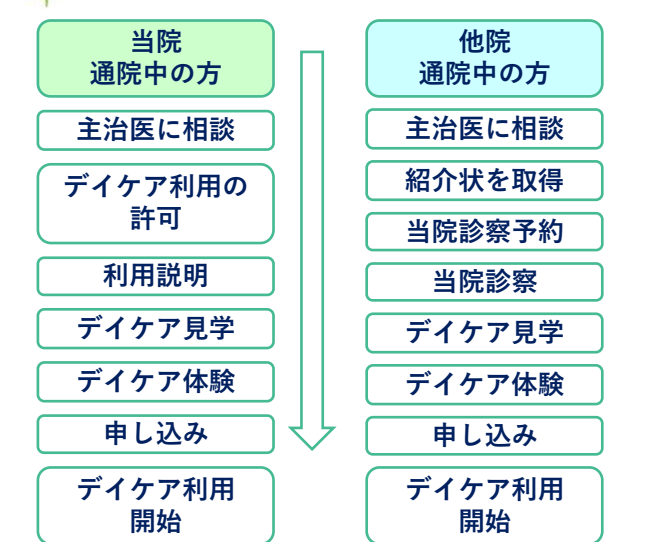 当院
通院中の方
主治医に相談
デイケア利用の
許可
利用説明
デイケア見学
デイケア体験
申し込み
デイケア利用
開始
他院
通院中の方
主治医に相談
紹介状を取得
当院診察予約
当院診察
デイケア見学
デイケア体験
申し込み
デイケア利用
開始